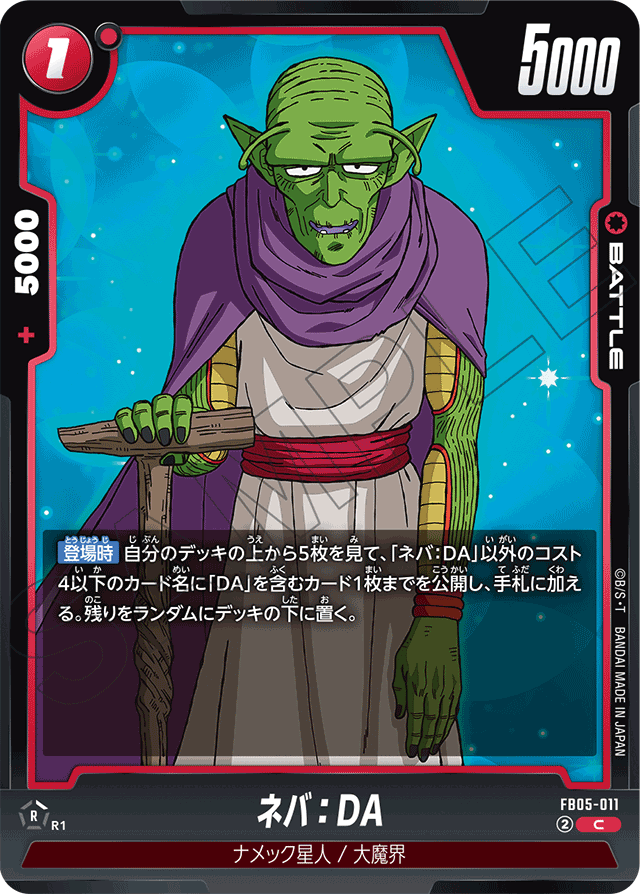 1
5000
+ 5000
BATTLE
SAMPLE
登場時 自分のデッキの上から5枚を見て、「ネバ:DA」以外のコスト
4以下のカード名に「DA」を含むカード1枚までを公開し、手札に加え
る。残りをランダムにデッキの下に置く。
©B/S・T BANDAI MADE IN JAPAN
R R1
ネバ:DA
FB05-011
② C
ナメック星人 / 大魔界